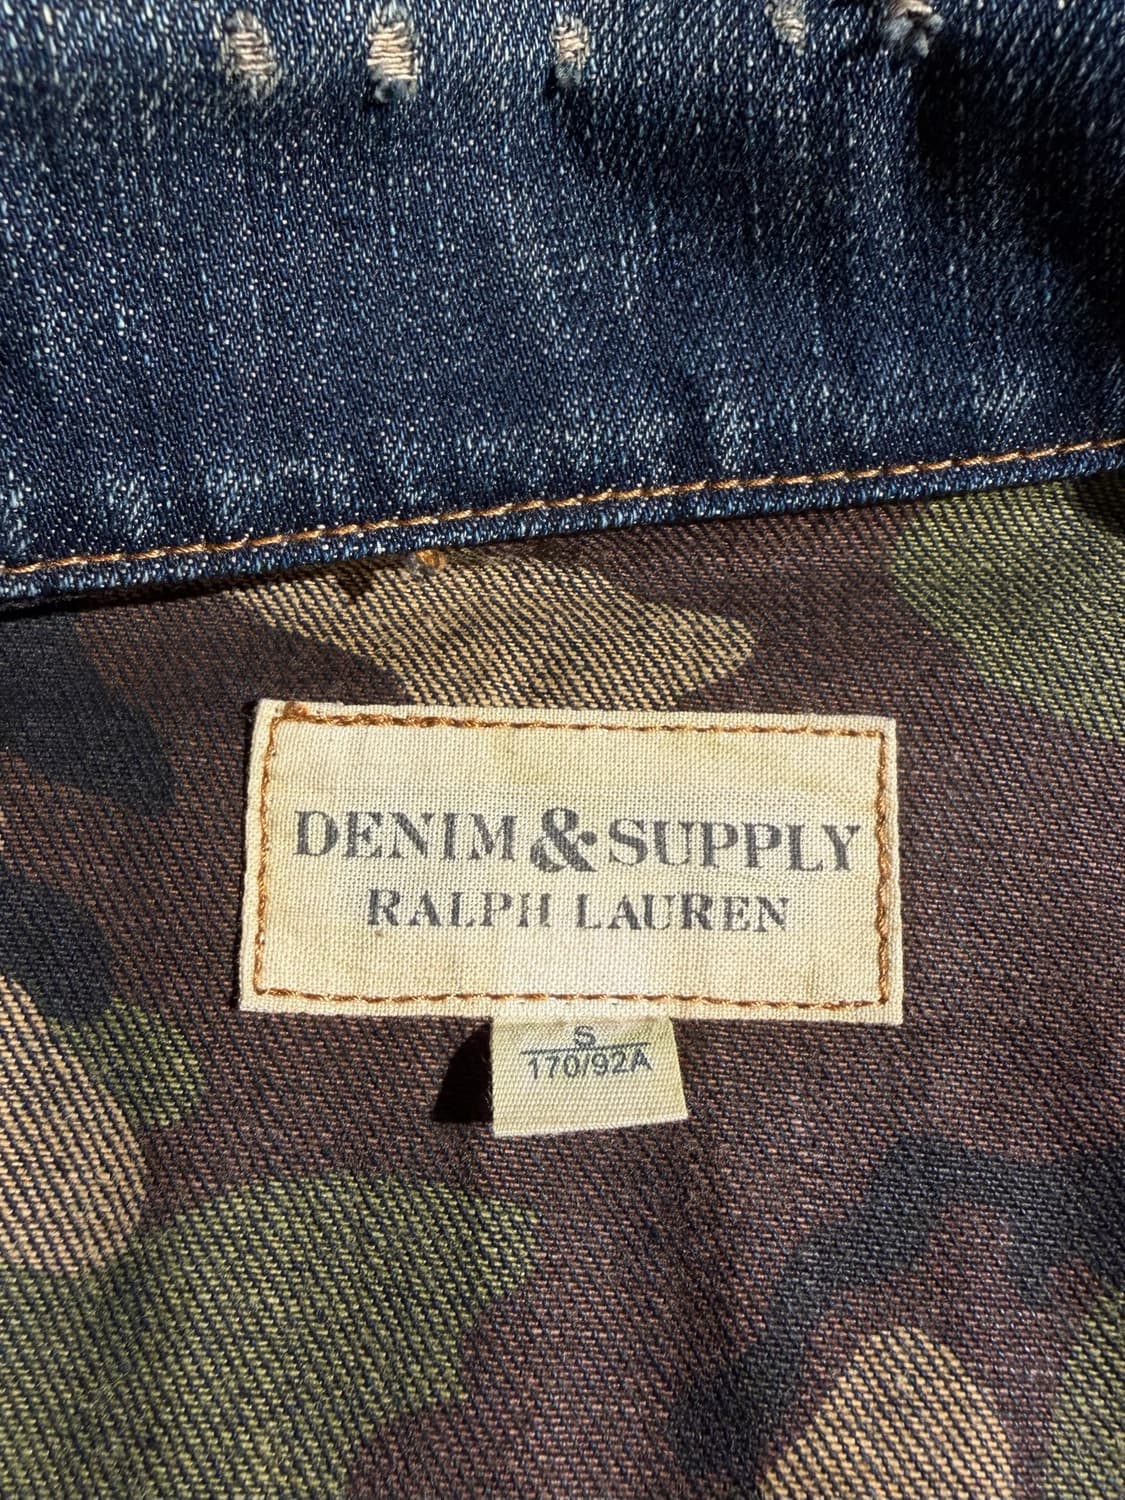 DENIM & SUPPLY
RALPH LAUREN
S
170/92A